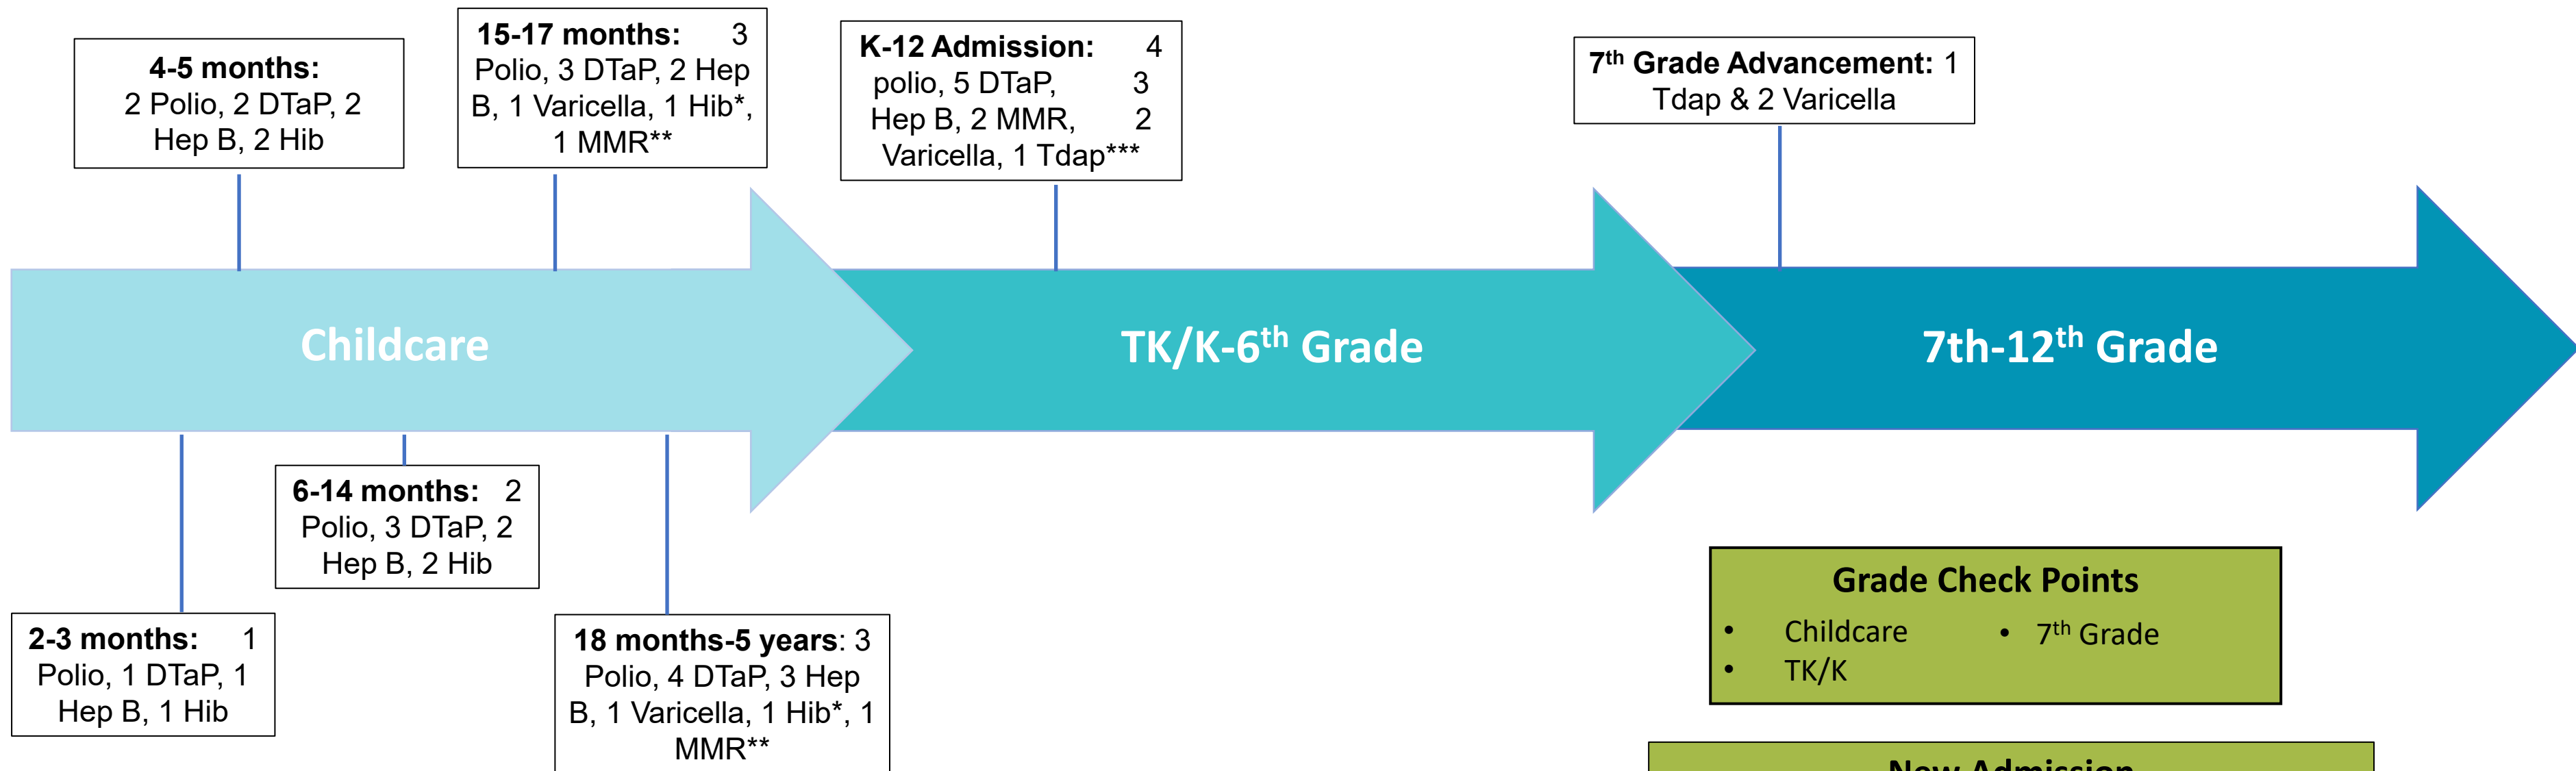 4-5 months:
2 Polio, 2 DTaP, 2
Hep B, 2 Hib
15-17 months: 3
Polio, 3 DTaP, 2 Hep
B, 1 Varicella, 1 Hib*,
1 MMR**
K-12 Admission: 4
polio, 5 DTaP, 3
Hep B, 2 MMR, 2
Varicella, 1 Tdap***
7th Grade Advancement: 1
Tdap & 2 Varicella
Childcare
TK/K-6th Grade
7th-12th Grade
2-3 months: 1
Polio, 1 DTaP, 1
Hep B, 1 Hib
6-14 months: 2
Polio, 3 DTaP, 2
Hep B, 2 Hib
18 months-5 years: 3
Polio, 4 DTaP, 3 Hep
B, 1 Varicella, 1 Hib*, 1
MMR**
Grade Check Points
• Childcare
• TK/K
• 7th Grade
New Admission